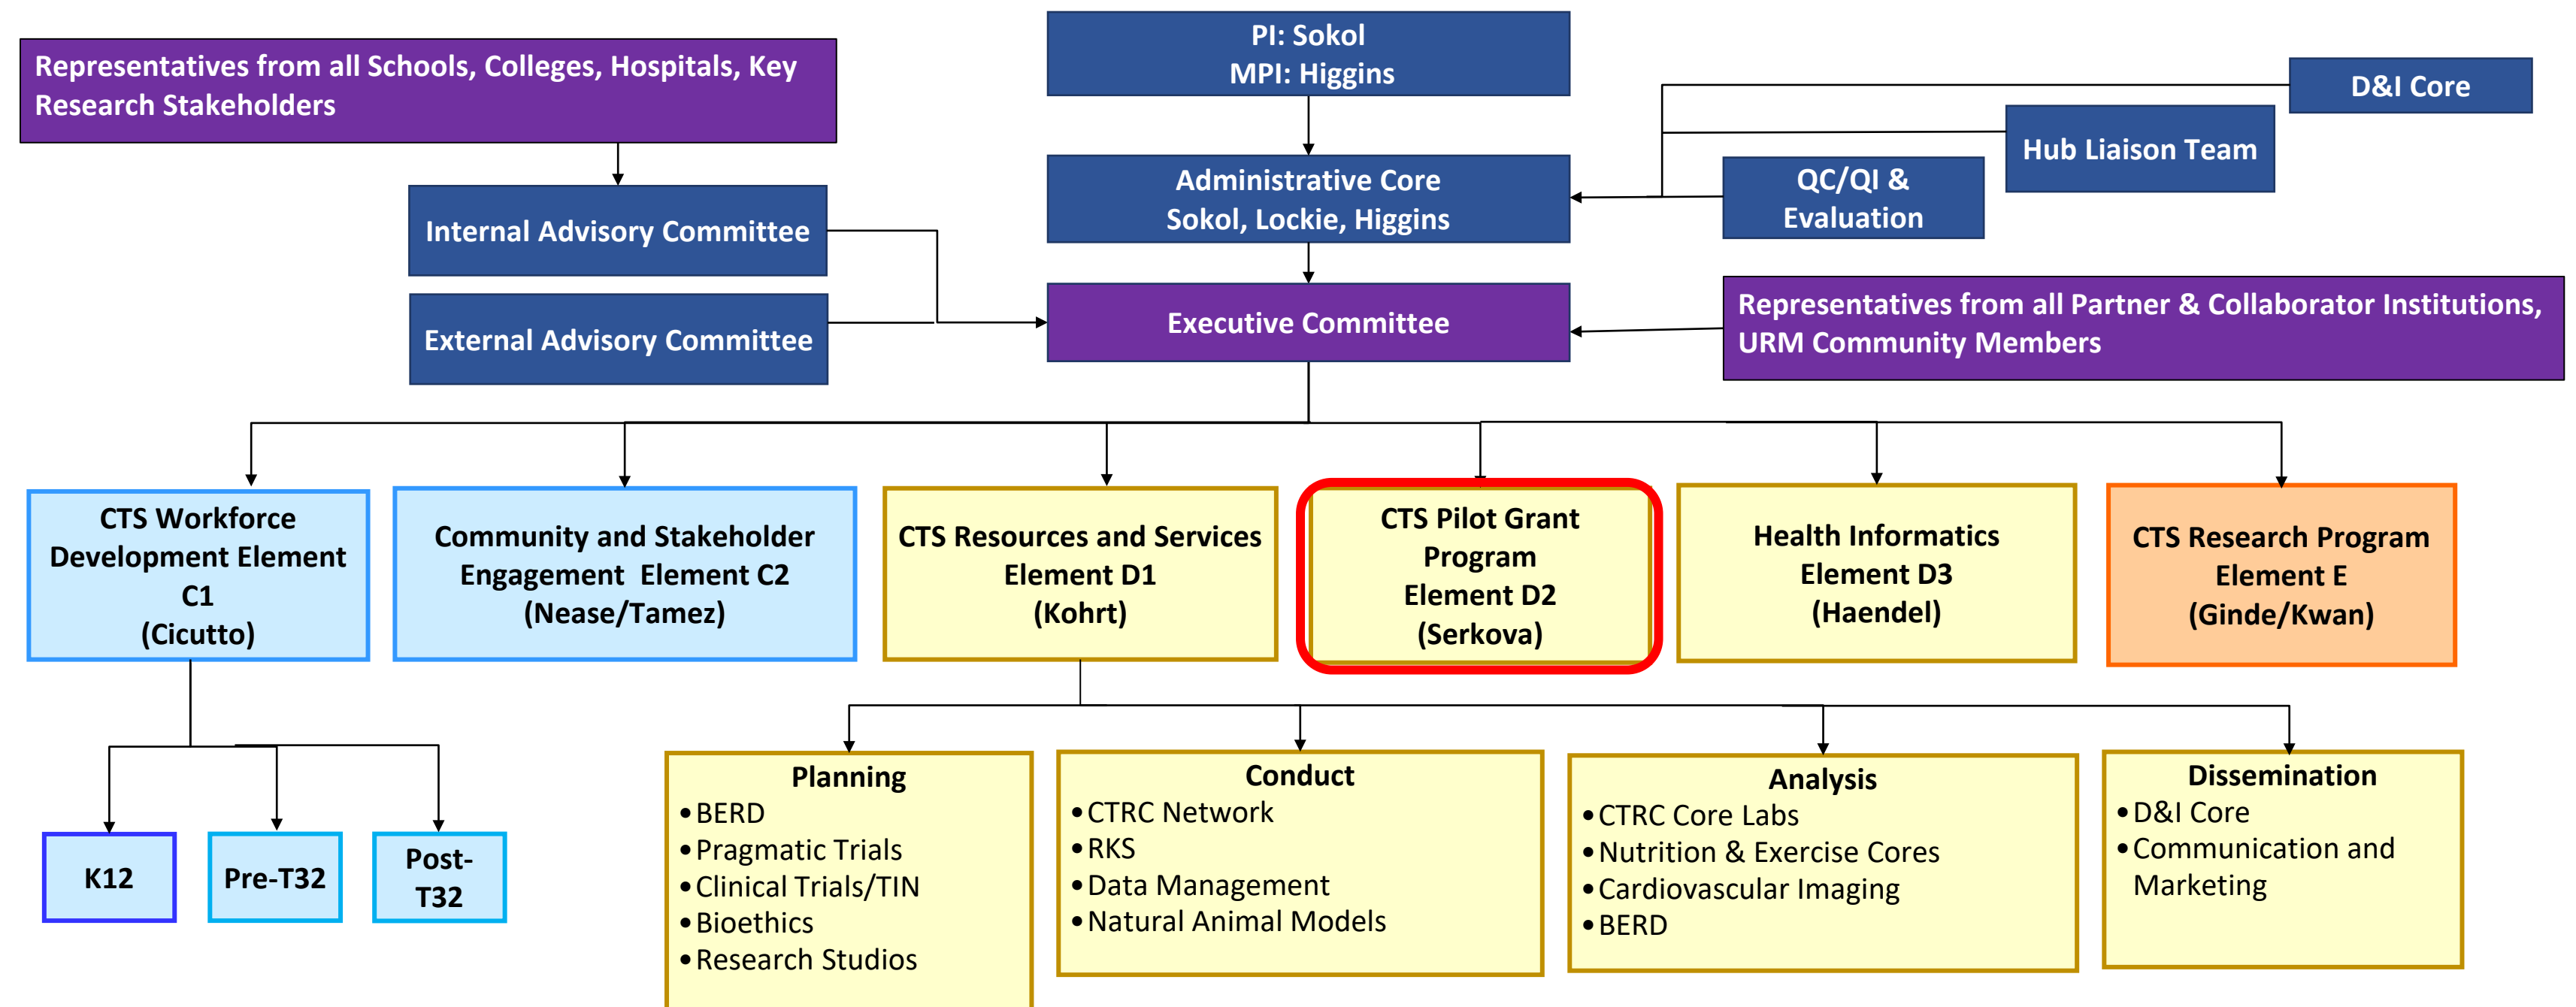 PI: Sokol
MPI: Higgins
Representatives from all Schools, Colleges, Hospitals, Key
Research Stakeholders
D&I Core
Hub Liaison Team
QC/QI &
Evaluation
Administrative Core
Sokol, Lockie, Higgins
Internal Advisory Committee
External Advisory Committee
Executive Committee
Representatives from all Partner & Collaborator Institutions,
URM Community Members
CTS Workforce
Development Element
C1
(Cicutto)
Community and Stakeholder
Engagement Element C2
(Nease/Tamez)
CTS Resources and Services
Element D1
(Kohrt)
CTS Pilot Grant
Program
Element D2
(Serkova)
Health Informatics
Element D3
(Haendel)
CTS Research Program
Element E
(Ginde/Kwan)
K12
Pre-T32
Post-
T32
Planning
•BERD
•Pragmatic Trials
•Clinical Trials/TIN
•Bioethics
•Research Studios
Conduct
•CTRC Network
•RKS
•Data Management
•Natural Animal Models
Analysis
•CTRC Core Labs
•Nutrition & Exercise Cores
•Cardiovascular Imaging
•BERD
Dissemination
•D&I Core
•Communication and
Marketing